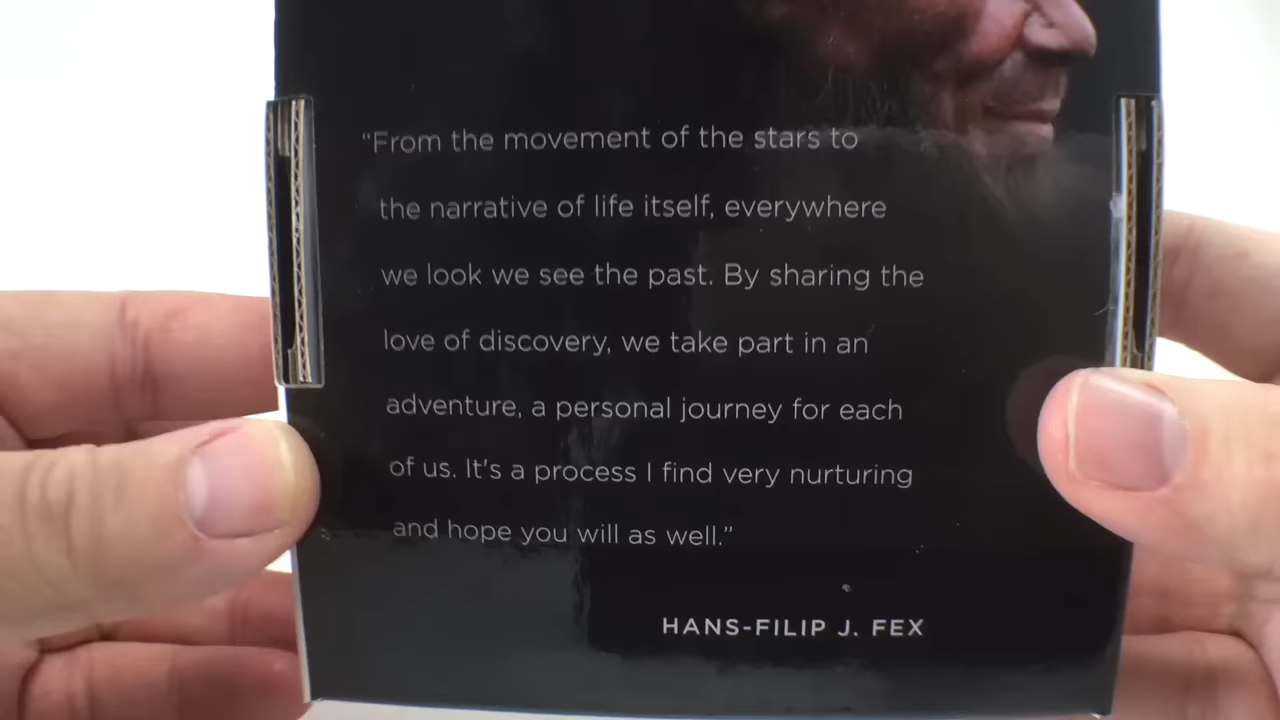 “From the movement of the stars to
the narrative of life itself, everywhere
we look we see the past. By sharing the
love of discovery, we take part in an
adventure, a personal journey for each
of us. It's a process I find very nurturing
and hope you will as well.”
HANS-FILIP J. FEX